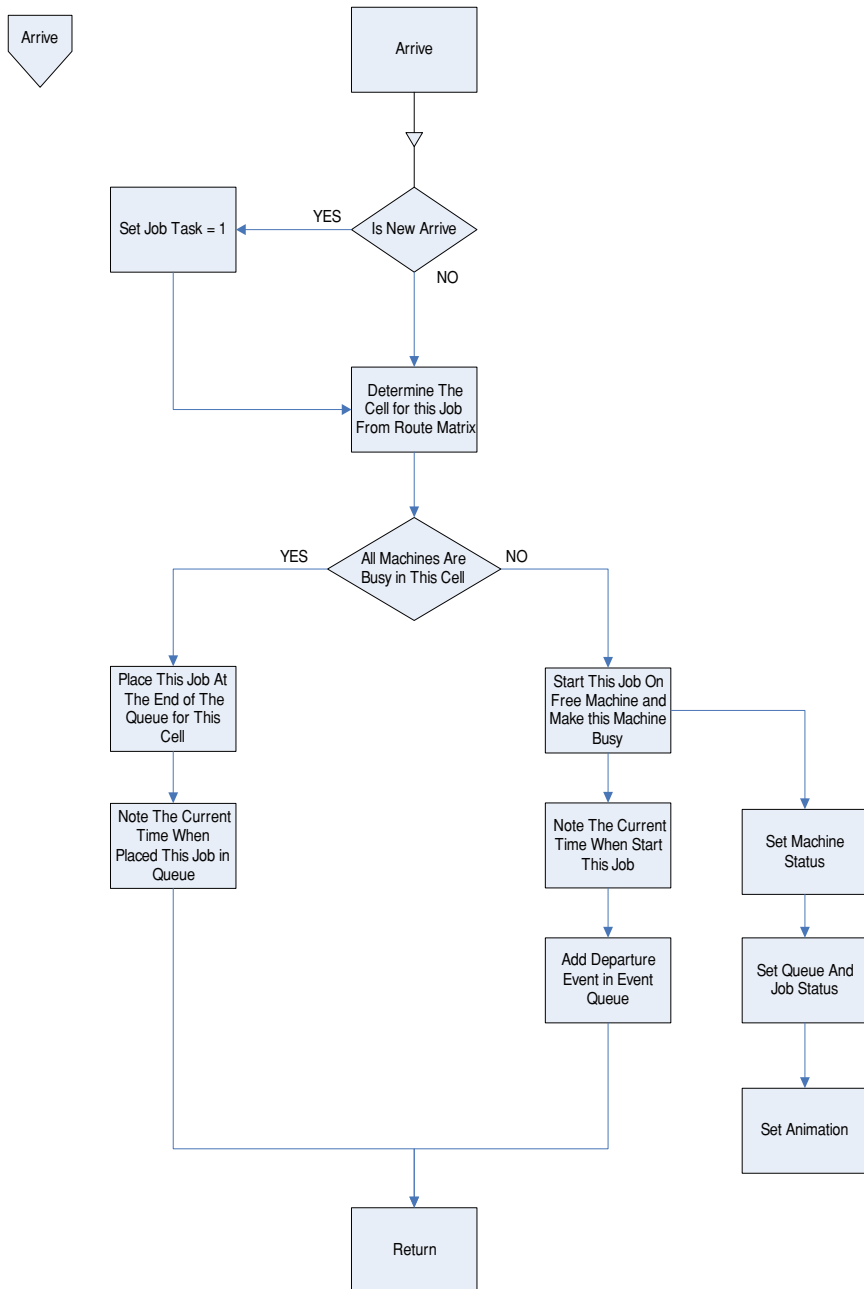 Arrive
Arrive
YES
Set Job Task = 1
Is New Arrive
NO
Determine The
Cell for this Job
From Route Matrix
YES
All Machines Are
Busy in This Cell
NO
Place This Job At
The End of The
Queue for This
Cell
Start This Job On
Free Machine and
Make this Machine
Busy
Note The Current
Time When
Placed This Job in
Queue
Note The Current
Time When Start
This Job
Set Machine
Status
Add Departure
Event in Event
Queue
Set Queue And
Job Status
Set Animation
Return